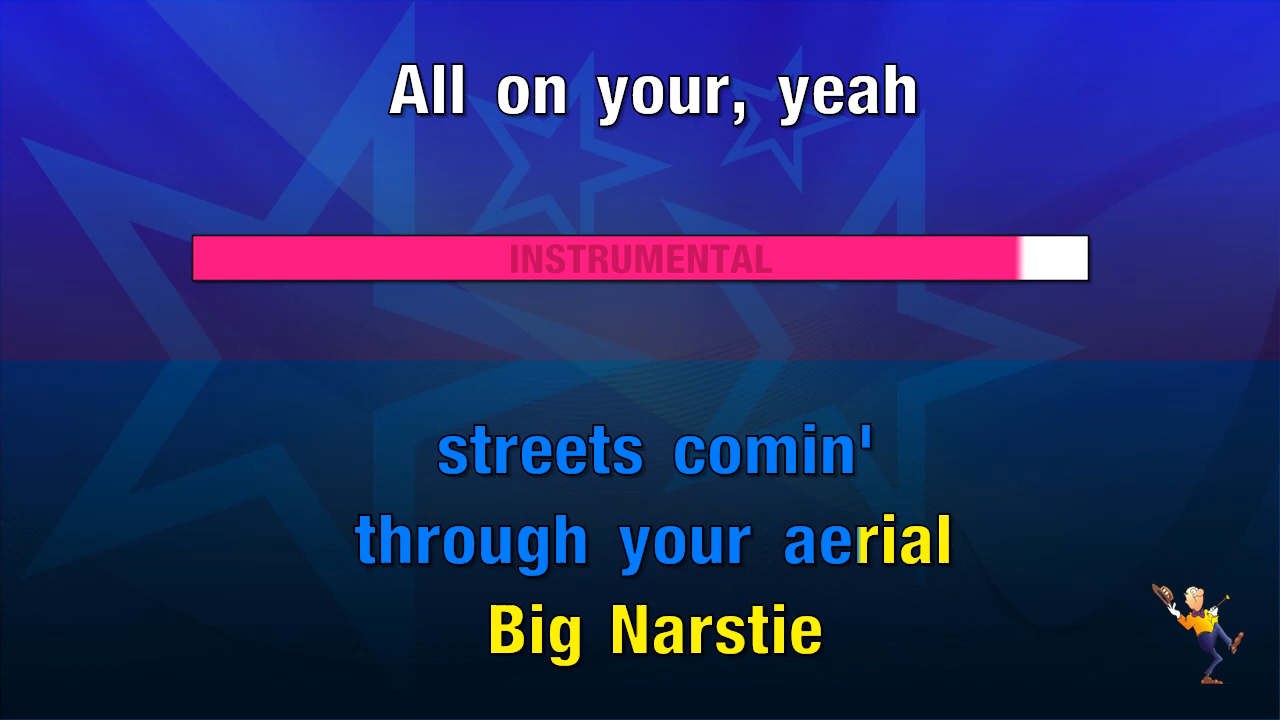 All on your, yeah
INSTRUMENTAL
streets comin'
through your aerial
Big Narstie